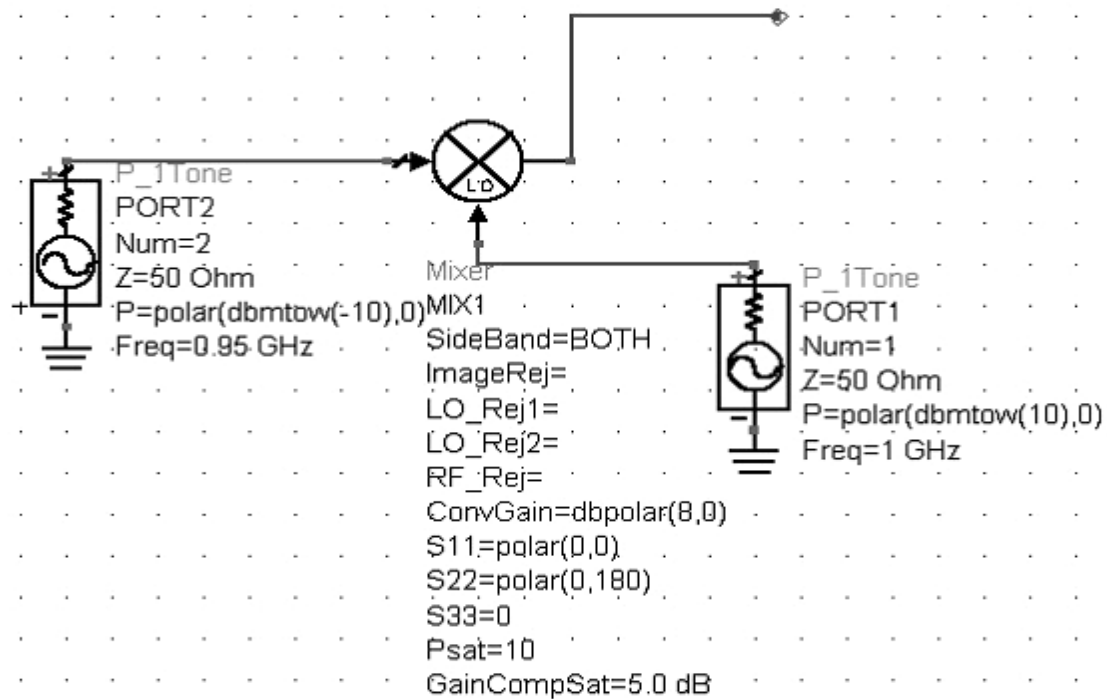 LO
P_1Tone
PORT2
Num=2
Z=50 Ohm
P=polar(dbmtow(-10),0)
Freq=0.95 GHz
Mixer
MIX1
SideBand=BOTH
ImageRej=
LO_Rej1=
LO_Rej2=
RF_Rej=
ConvGain=dbpolar(8,0)
S11=polar(0,0)
S22=polar(0,180)
S33=0
Psat=10
GainCompSat=5.0 dB
P_1Tone
PORT1
Num=1
Z=50 Ohm
P=polar(dbmtow(10),0)
Freq=1 GHz